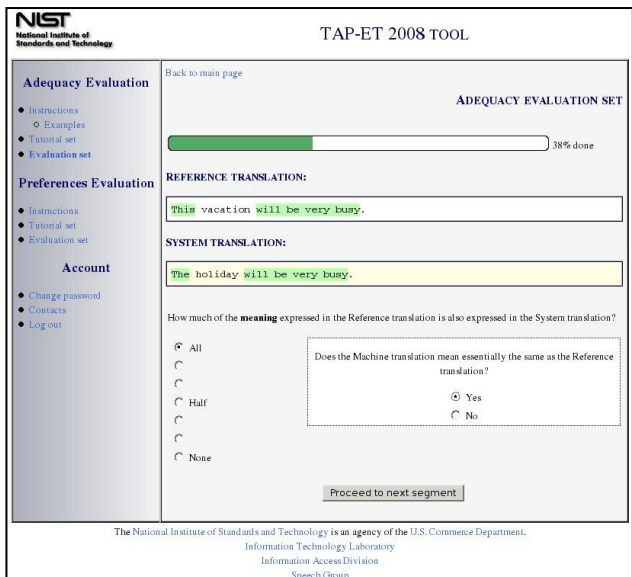 NIST
National Institute of
Standards and Technology
TAP-ET 2008 TOOL
Adequacy Evaluation
Instructions
Examples
Tutorial set
Evaluation set
Preferences Evaluation
Instructions
Tutorial set
Evaluation set
Account
Change password
Contacts
Log out
Back to main page
ADEQUACY EVALUATION SET
38% done
REFERENCE TRANSLATION:
This vacation will be very busy.
SYSTEM TRANSLATION:
The holiday will be very busy.
How much of the meaning expressed in the Reference translation is also expressed in the System translation?
All
Half
None
Does the Machine translation mean essentially the same as the Reference
translation?
Yes
No
Proceed to next segment
The National Institute of Standards and Technology is an agency of the U.S. Commerce Department.
Information Technology Laboratory
Information Access Division
Speech Group